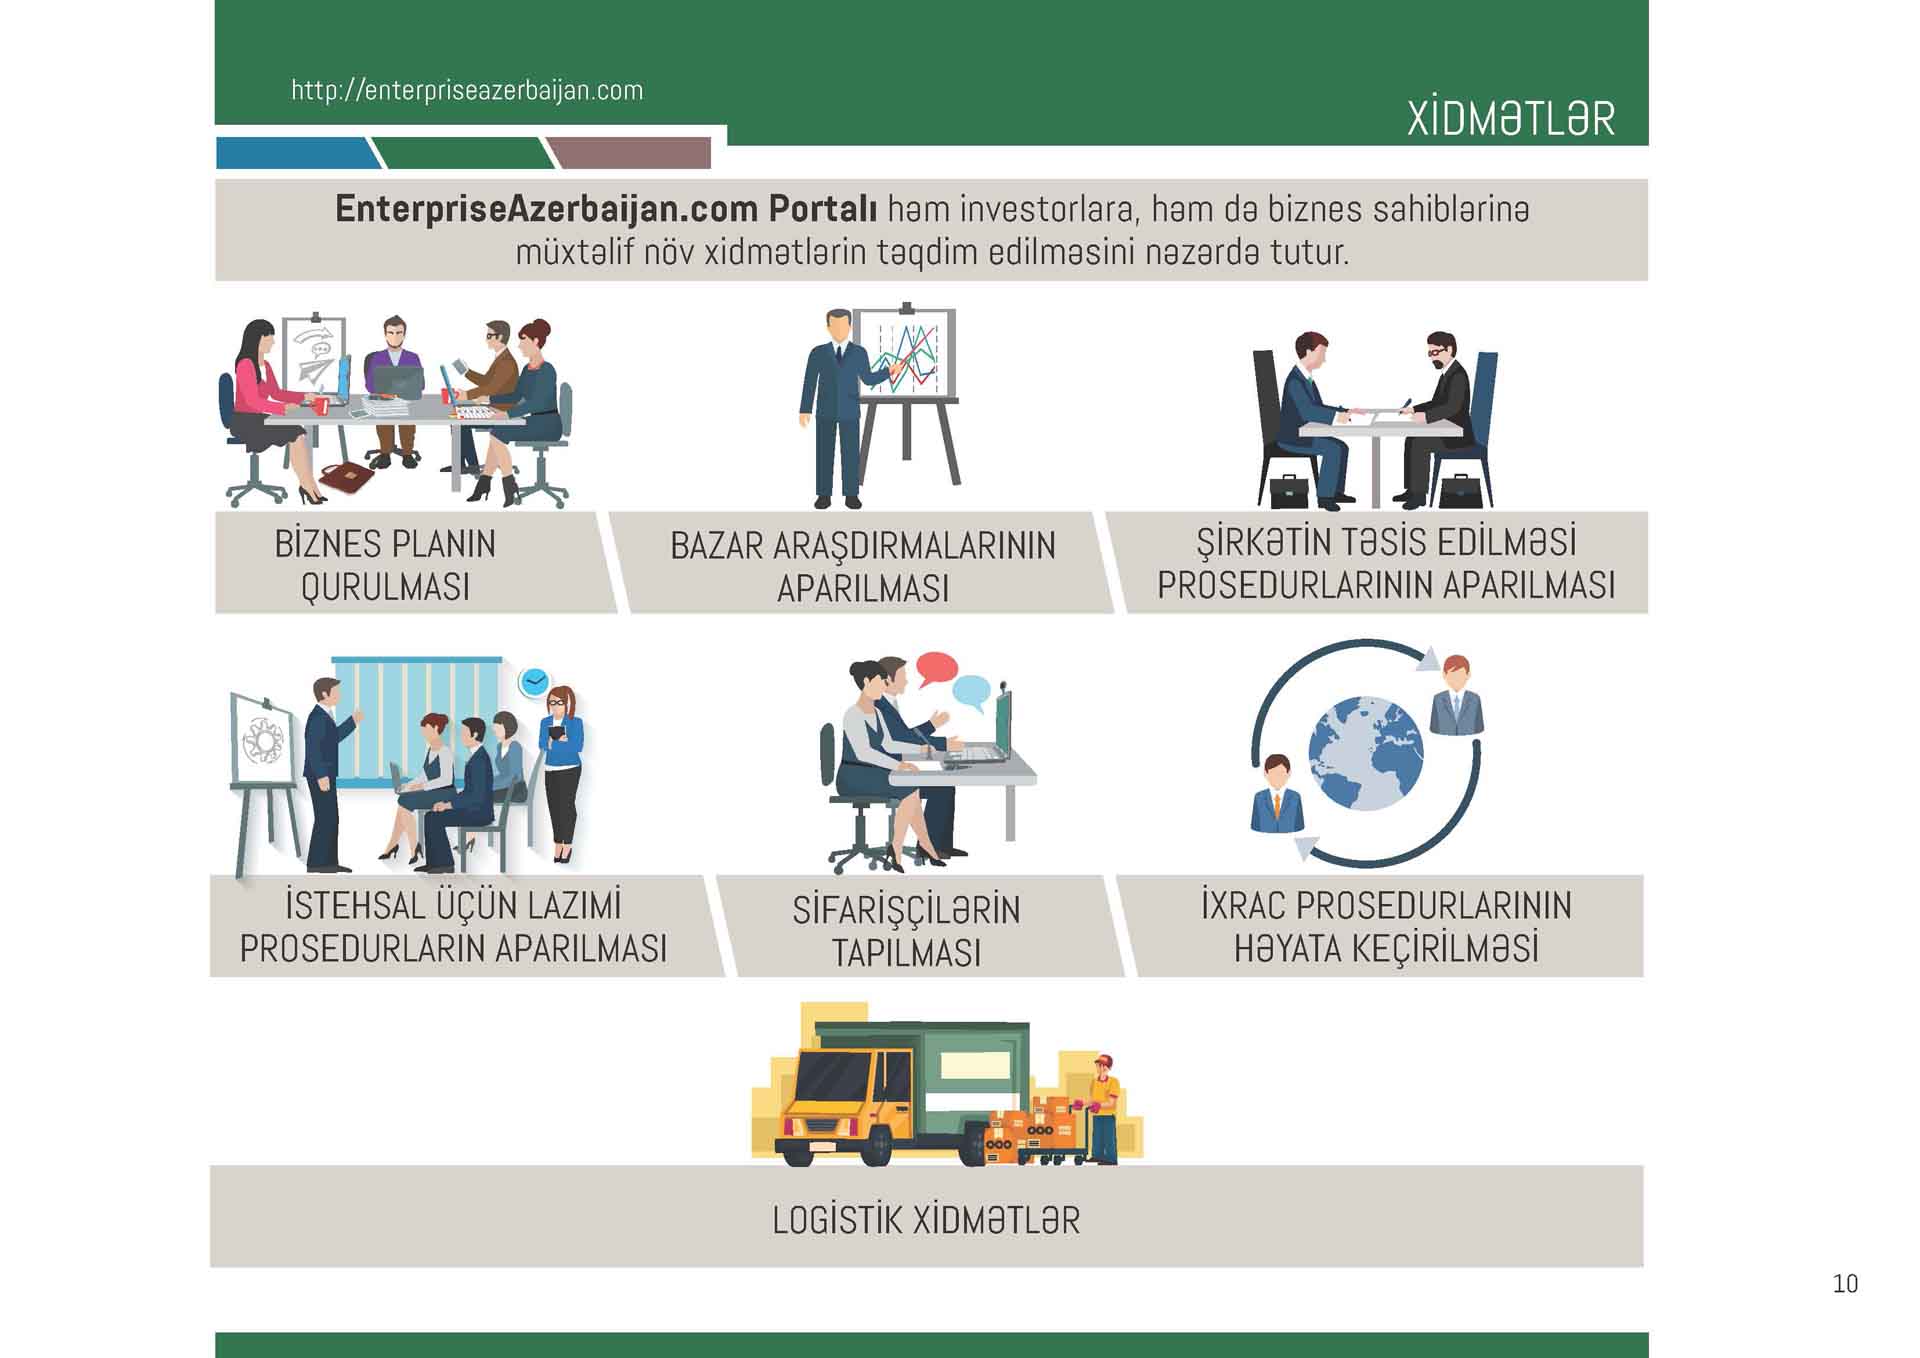 http://enterpriseazerbaijan.com
XİDMƏTLƏR
EnterpriseAzerbaijan.com Portalı həm investorlara, həm də biznes sahiblərinə
müxtəlif növ xidmətlərin təqdim edilməsini nəzərdə tutur.
BİZNES PLANIN
QURULMASI
BAZAR ARAŞDIRMALARININ
APARILMASI
ŞİRKƏTİN TƏSİS EDİLMƏSİ
PROSEDURLARININ APARILMASI
İSTEHSAL ÜÇÜN LAZIMİ
PROSEDURLARIN APARILMASI
SİFARİŞÇİLƏRİN
TAPILMASI
İXRAC PROSEDURLARININ
HƏYATA KEÇİRİLMƏSİ
LOGİSTİK XİDMƏTLƏR
10